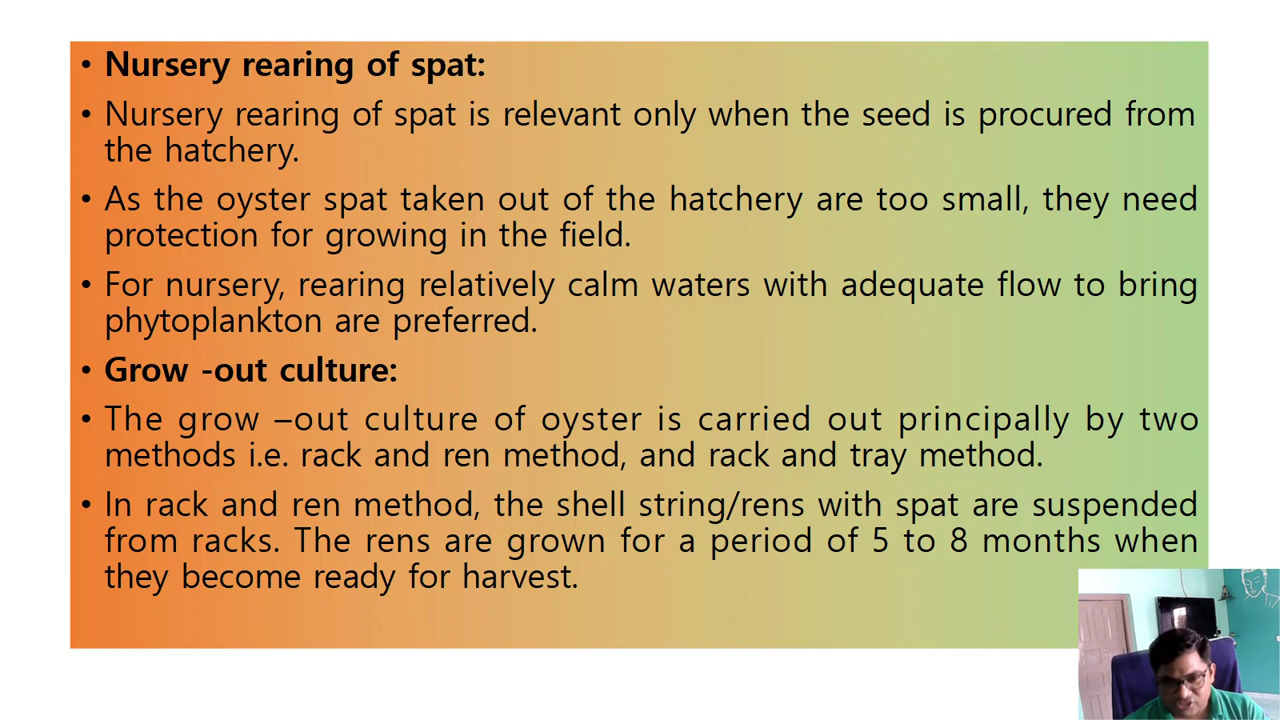 • Nursery rearing of spat:
• Nursery rearing of spat is relevant only when the seed is procured from
the hatchery.
• As the oyster spat taken out of the hatchery are too small, they need
protection for growing in the field.
• For nursery, rearing relatively calm waters with adequate flow to bring
phytoplankton are preferred.
• Grow -out culture:
• The grow –out culture of oyster is carried out principally by two
methods i.e. rack and ren method, and rack and tray method.
• In rack and ren method, the shell string/rens with spat are suspended
from racks. The rens are grown for a period of 5 to 8 months when
they become ready for harvest.